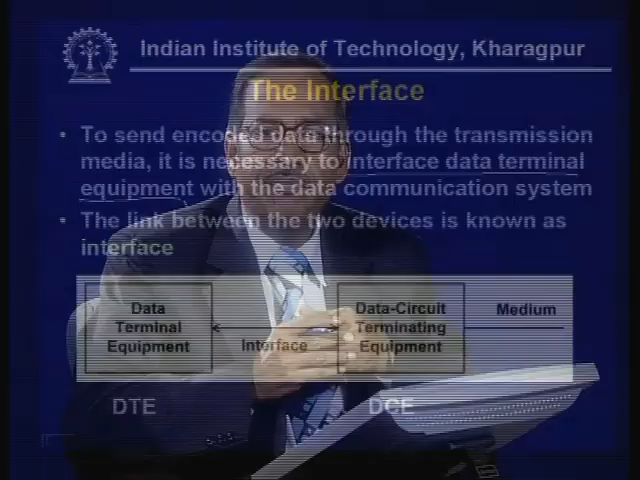 Indian Institute of Technology, Kharagpur
The Interface
• To send encoded data through the transmission
media, it is necessary to interface data terminal
equipment with the data communication system
• The link between the two devices is known as
interface
Data
Terminal
Equipment
Interface
Data-Circuit
Terminating
Equipment
Medium
DTE
DCE